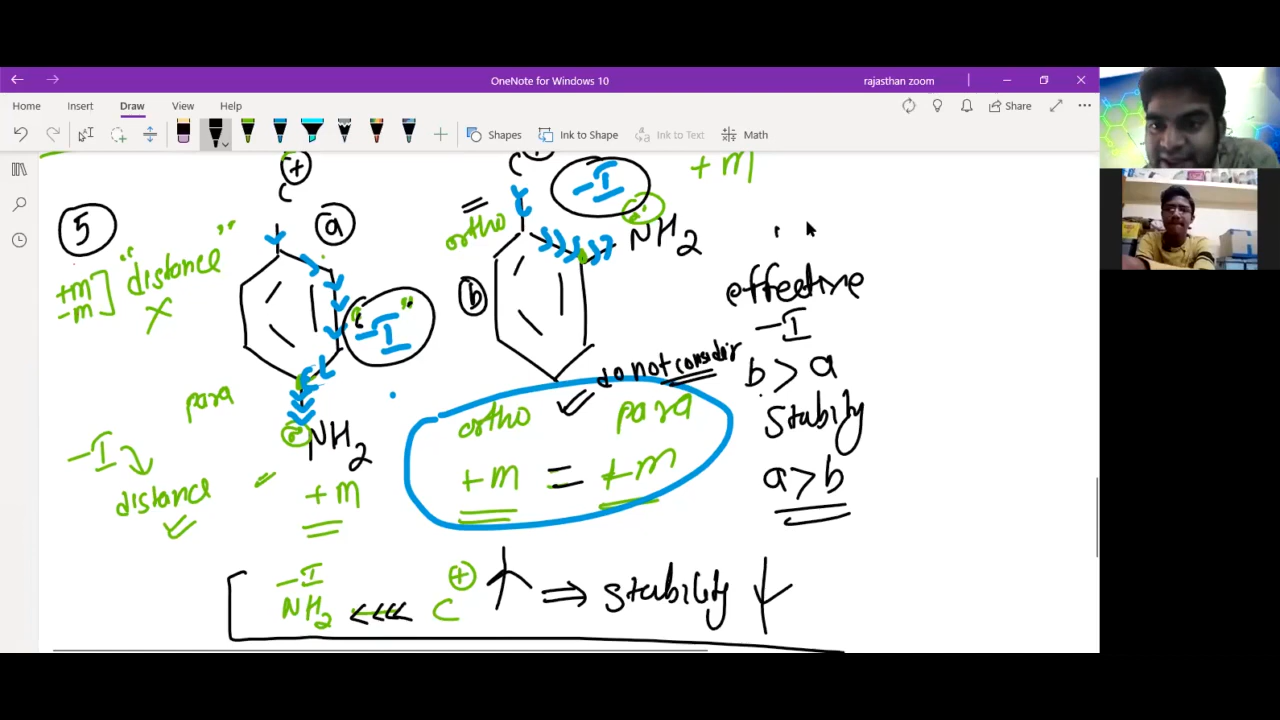 OneNote for Windows 10
rajasthan zoom
Home Insert Draw View Help
Share
Shapes Ink to Shape Ink to Text Math
+
C
C
-I
+m
5
a
ortho
NH2
+m
-m
] "distance"
X
b
"-I"
effective
-I
do not consider
b > a
para
ortho para
stability
NH2
-I
distance
+m
+m = +m
a > b
-I
NH2 C +
⇒ stability